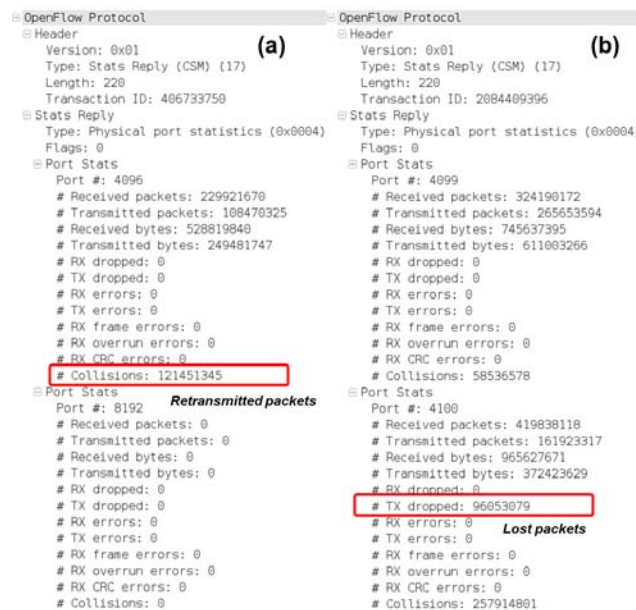 OpenFlow Protocol
(a)
Header
Version: 0x01
Type: Stats Reply (CSM) (17)
Length: 220
Transaction ID: 406733750
Stats Reply
Type: Physical port statistics (0x0004)
Flags: 0
Port Stats
Port #: 4096
# Received packets: 229921670
# Transmitted packets: 108470325
# Received bytes: 528819840
# Transmitted bytes: 249481747
# RX dropped: 0
# TX dropped: 0
# RX errors: 0
# TX errors: 0
# RX frame errors: 0
# RX overrun errors: 0
# RX CRC errors: 0
# Collisions: 121451345
Port Stats
Retransmitted packets
Port #: 8192
# Received packets: 0
# Transmitted packets: 0
# Received bytes: 0
# Transmitted bytes: 0
# RX dropped: 0
# TX dropped: 0
# RX errors: 0
# TX errors: 0
# RX frame errors: 0
# RX overrun errors: 0
# RX CRC errors: 0
# Collisions: 0
OpenFlow Protocol
(b)
Header
Version: 0x01
Type: Stats Reply (CSM) (17)
Length: 220
Transaction ID: 2084409396
Stats Reply
Type: Physical port statistics (0x0004
Flags: 0
Port Stats
Port #: 4099
# Received packets: 324190172
# Transmitted packets: 265653594
# Received bytes: 745637395
# Transmitted bytes: 611003266
# RX dropped: 0
# TX dropped: 0
# RX errors: 0
# TX errors: 0
# RX frame errors: 0
# RX overrun errors: 0
# RX CRC errors: 0
# Collisions: 58536578
Port Stats
Port #: 4100
# Received packets: 419838118
# Transmitted packets: 161923317
# Received bytes: 965627671
# Transmitted bytes: 372423629
# RX dropped: 0
# TX dropped: 96053079
# RX errors: 0
Lost packets
# TX errors: 0
# RX frame errors: 0
# RX overrun errors: 0
# RX CRC errors: 0
# Collisions: 257914801